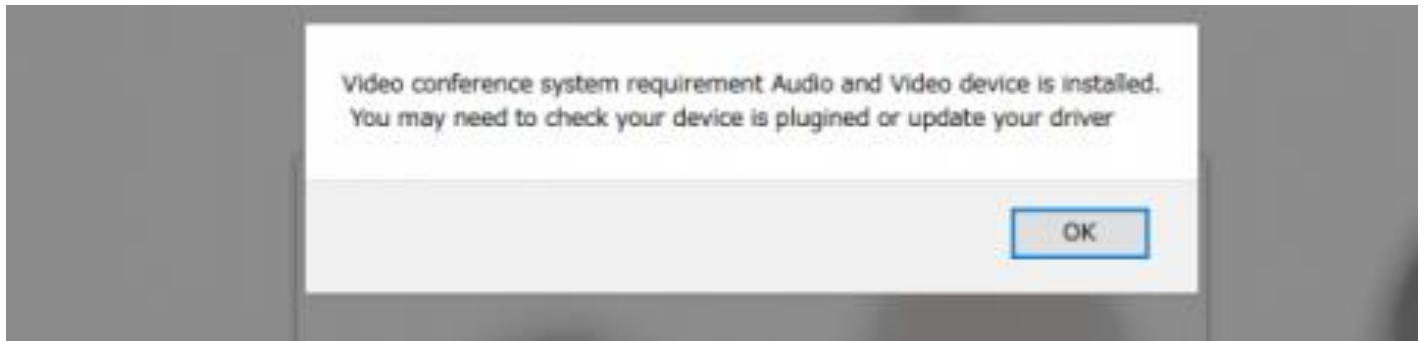 Video conference system requirement Audio and Video device is installed.
You may need to check your device is plugined or update your driver
OK